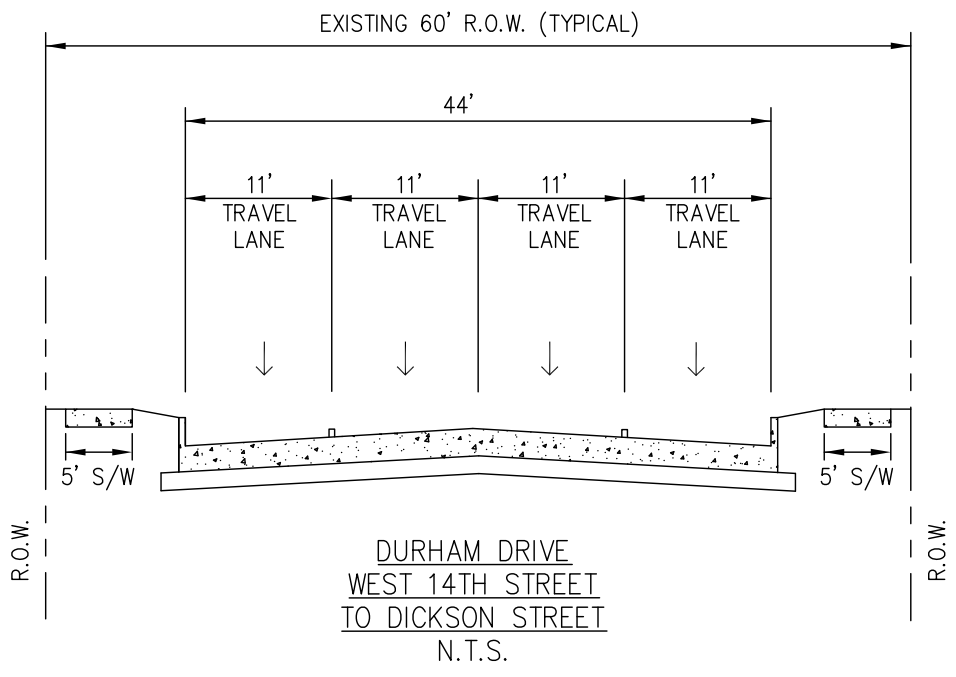 EXISTING 60' R.O.W. (TYPICAL)
44'
11'
TRAVEL
LANE
11'
TRAVEL
LANE
11'
TRAVEL
LANE
11'
TRAVEL
LANE
5' S/W
5' S/W
R.O.W.
R.O.W.
DURHAM DRIVE
WEST 14TH STREET
TO DICKSON STREET
N.T.S.